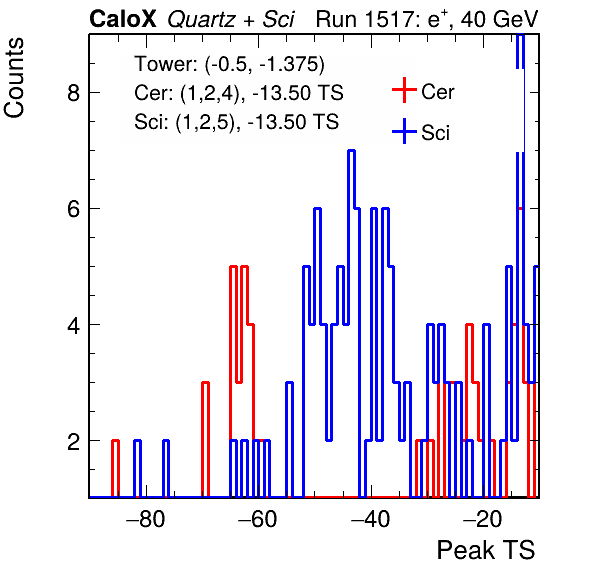 CaloX Quartz + Sci Run 1517: e⁺, 40 GeV
Counts
Tower: (-0.5, -1.375)
Cer: (1,2,4), -13.50 TS
Sci: (1,2,5), -13.50 TS
Cer
Sci
8
6
4
2
−80 −60 −40 −20
Peak TS